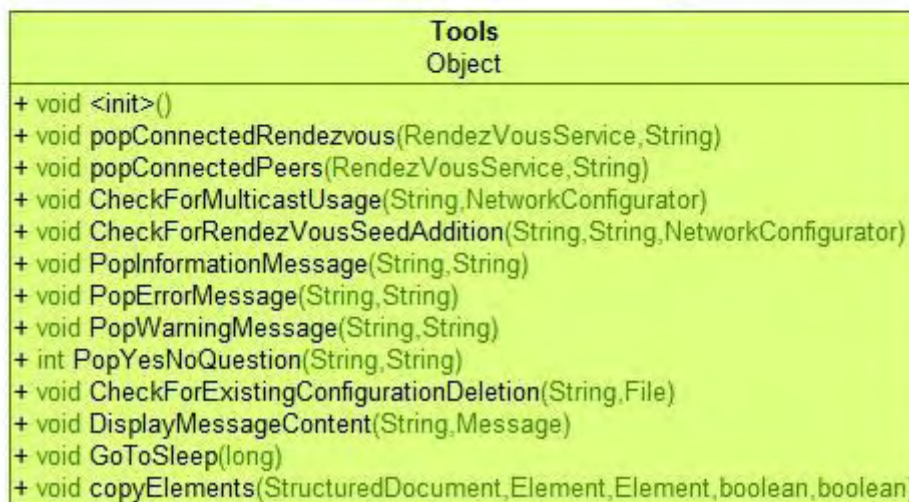 Tools
Object
+ void <init>()
+ void popConnectedRendezvous(RendezVousService,String)
+ void popConnectedPeers(RendezVousService,String)
+ void CheckForMulticastUsage(String,NetworkConfigurator)
+ void CheckForRendezVousSeedAddition(String,String,NetworkConfigurator)
+ void PopInformationMessage(String,String)
+ void PopErrorMessage(String,String)
+ void PopWarningMessage(String,String)
+ int PopYesNoQuestion(String,String)
+ void CheckForExistingConfigurationDeletion(String,File)
+ void DisplayMessageContent(String,Message)
+ void GoToSleep(long)
+ void copyElements(StructuredDocument,Element,Element,boolean,boolean)